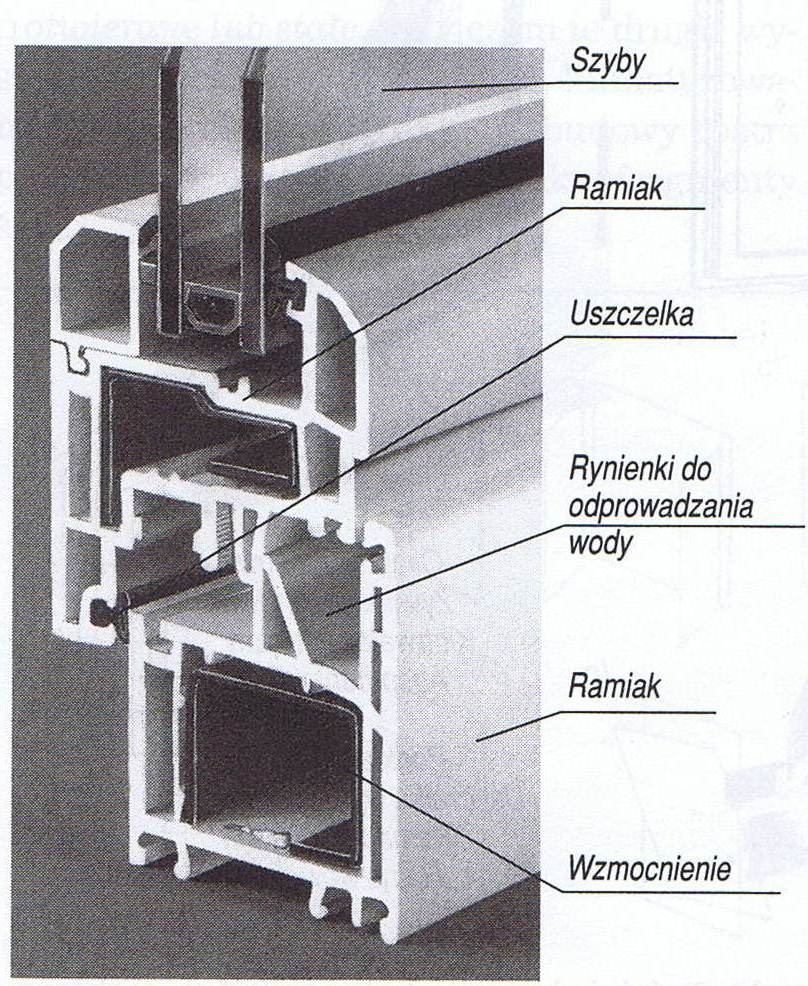 Szyby
Ramiak
Uszczelka
Rynienki do
odprowadzania
wody
Ramiak
Wzmocnienie